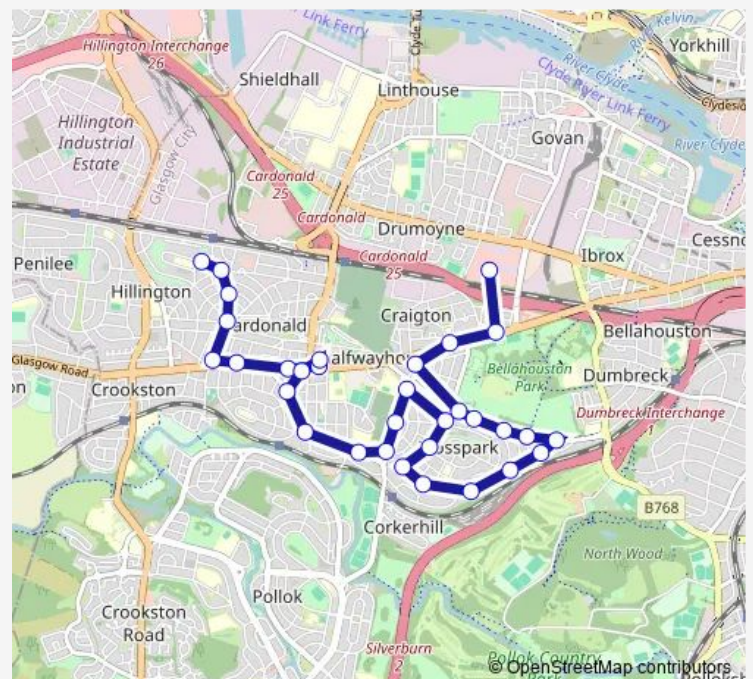 Link Ferry
River Kelvin
Hillington Interchange
26
Yorkhill
Shieldhall
Linthouse
River Clyde
Clyde River Link Ferry
Hillington
Industrial
Estate
Glasgow City
Govan
River Clyde
Cardonald
25
Cardonald
Drumoyne
Penilee
Cardonald
25
Ibrox
Hillington
Craigton
Bellahouston
Glasgow Road
Bellahouston
Park
Dumbreck
Crookston
Dumbreck Interchange
1
B768
Corkerhill
North Wood
Pollok
Crookston
Road
Silverburn
2
Pollok Country
© OpenStreetMap contributors